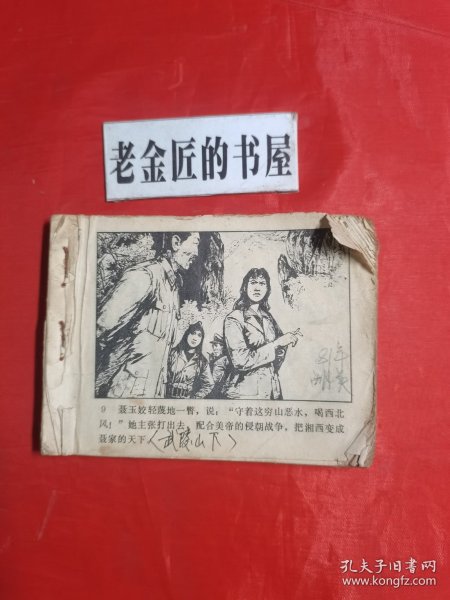 老金匠的书屋
81年
9 聂玉姣轻蔑地一瞥，说：“守着这穷山恶水，喝西北
风！”她主张打出去，配合美帝的侵朝战争，把湘西变成
聂家的天下。
（武陵山下）
孔夫子旧书网
www.kongfz.com